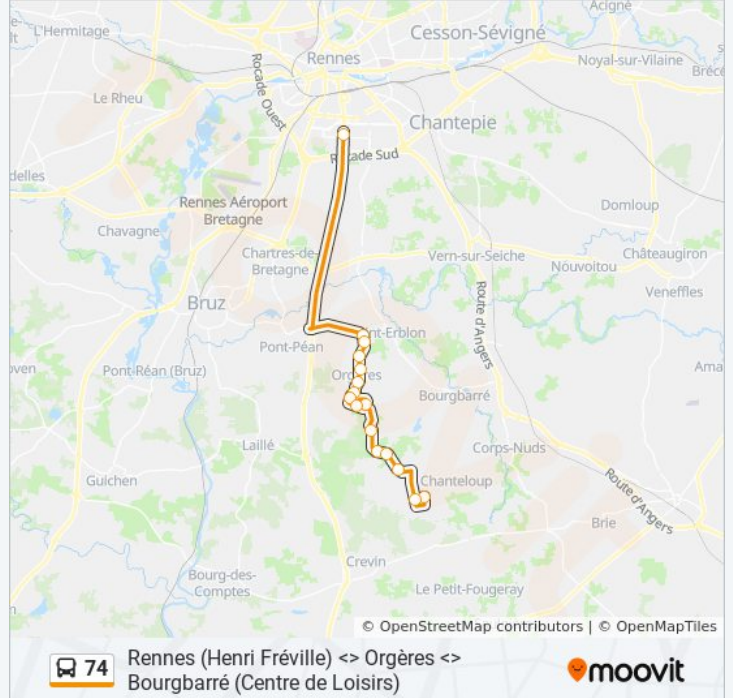 Acigné
L'Hermitage
Cesson-Sévigné
Rennes
Noyal-sur-Vilaine
Brécé
Rocade Ouest
Le Rheu
Chantepie
Rocade Sud
delles
Rennes Aéroport
Bretagne
Domloup
Chavagne
Chartres-de-
Bretagne
Vern-sur-Seiche
Châteaugiron
Nouvoitou
Veneffles
Bruz
Route d'Angers
nt-Erblon
Pont-Péan
oven
Pont-Réan (Bruz)
Orgères
Ama
Bourgbarré
Laillé
Corps-Nuds
Guichen
Chanteloup
Route d'Angers
Brie
Crevin
Bourg-des-
Comptes
Le Petit-Fougeray
© OpenStreetMap contributors | © OpenMapTiles
74
Rennes (Henri Fréville) <> Orgères <>
Bourgbarré (Centre de Loisirs)
moovit